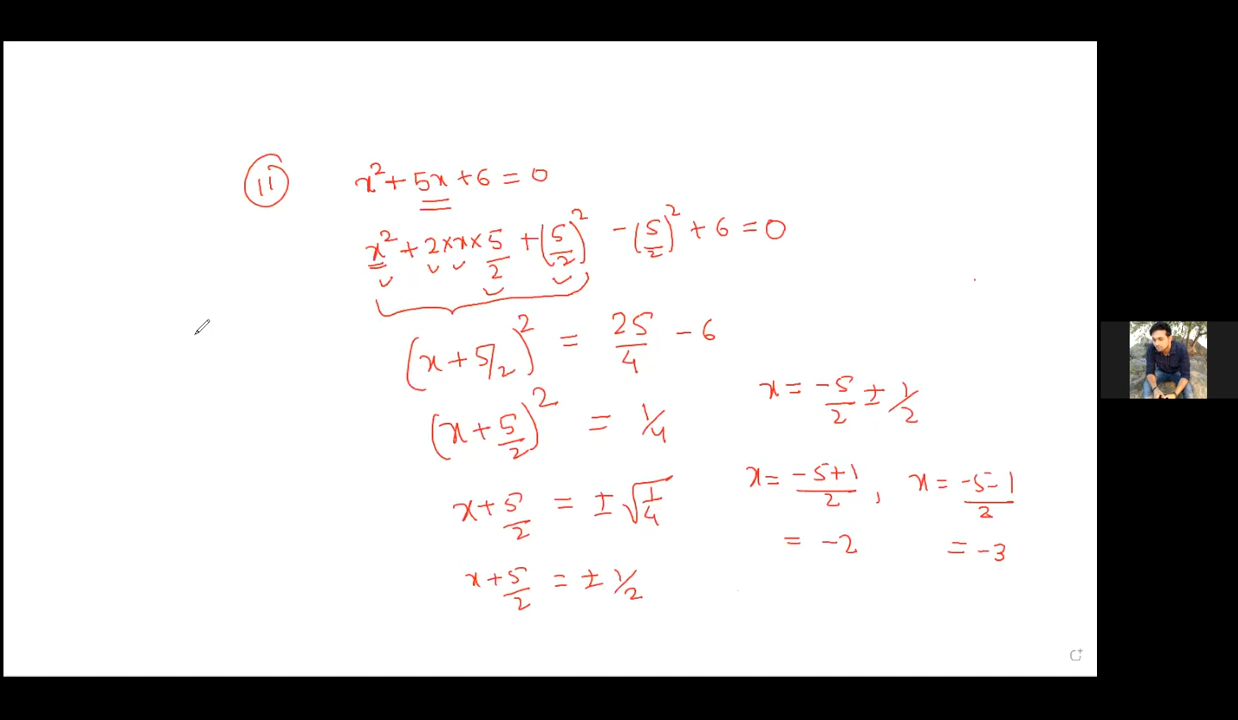 (ii) x² + 5x + 6 = 0
x² + 2×x×5/2 + (5/2)² - (5/2)² + 6 = 0
(x + 5/2)² = 25/4 - 6
(x + 5/2)² = 1/4
x + 5/2 = ± √(1/4)
x + 5/2 = ± 1/2
x = -5/2 ± 1/2
x = (-5+1)/2 , x = (-5-1)/2
= -2 = -3